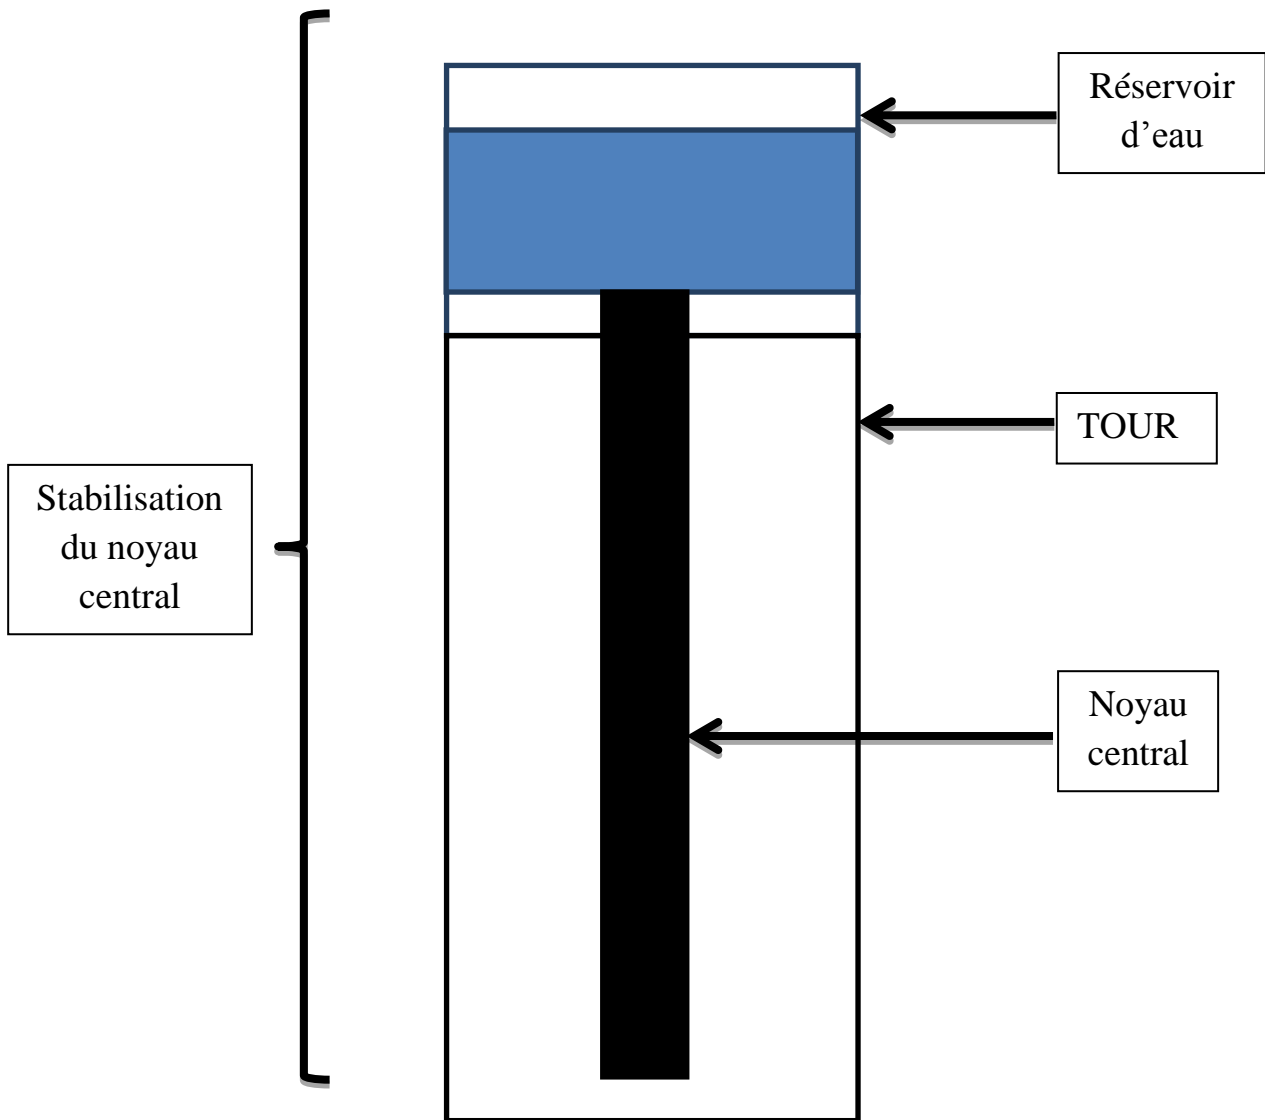 Réservoir
d’eau
TOUR
Stabilisation
du noyau
central
Noyau
central